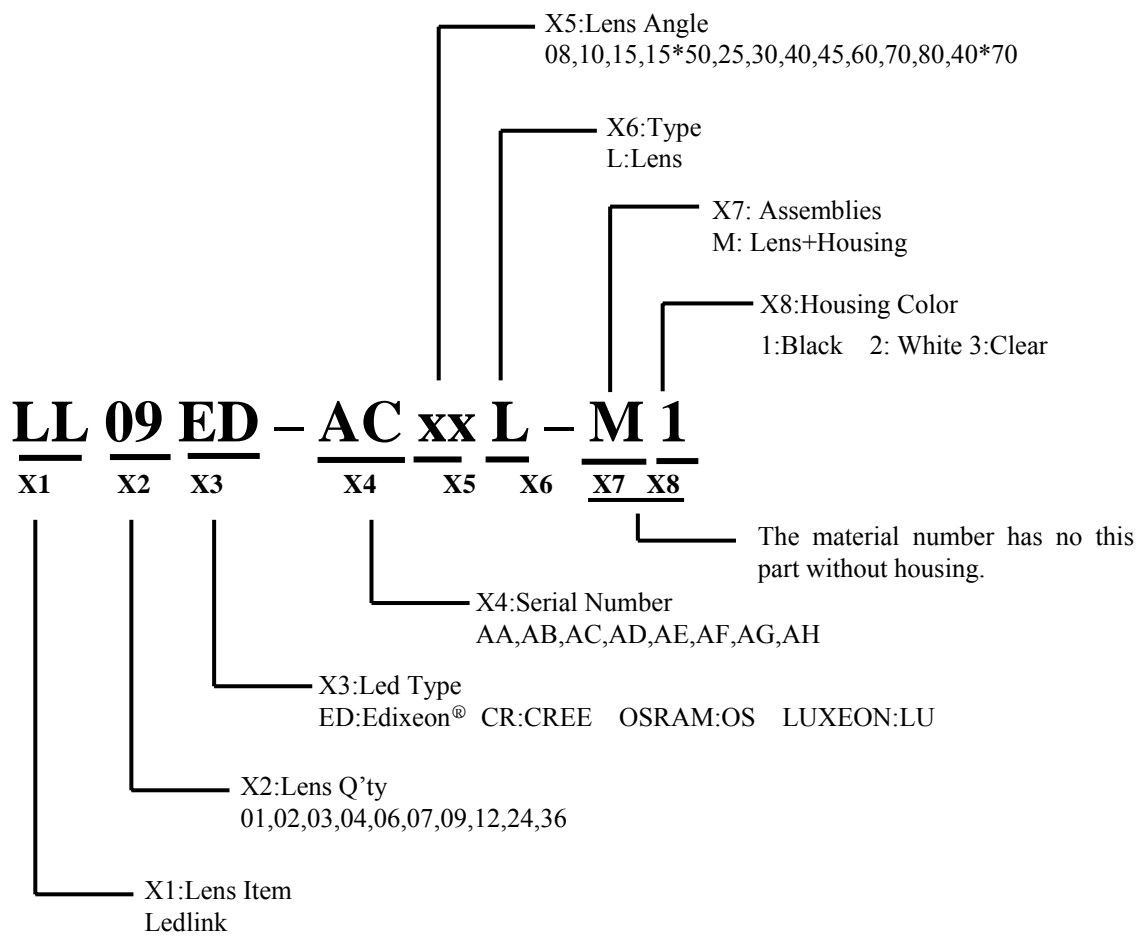 X5:Lens Angle
08,10,15,15*50,25,30,40,45,60,70,80,40*70
X6:Type
L:Lens
X7: Assemblies
M: Lens+Housing
X8:Housing Color
1:Black 2: White 3:Clear
LL 09 ED – AC xx L – M 1
X1 X2 X3 X4 X5 X6 X7 X8
The material number has no this
part without housing.
X4:Serial Number
AA,AB,AC,AD,AE,AF,AG,AH
X3:Led Type
ED:Edixeon® CR:CREE OSRAM:OS LUXEON:LU
X2:Lens Q’ty
01,02,03,04,06,07,09,12,24,36
X1:Lens Item
Ledlink